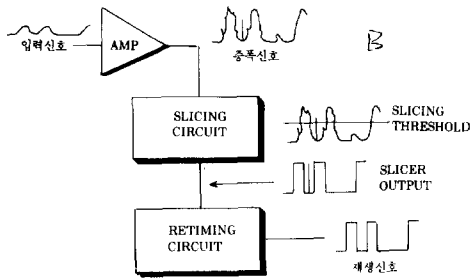 B
입력신호
AMP
증폭신호
SLICING
CIRCUIT
SLICING
THRESHOLD
SLICER
OUTPUT
RETIMING
CIRCUIT
재생신호